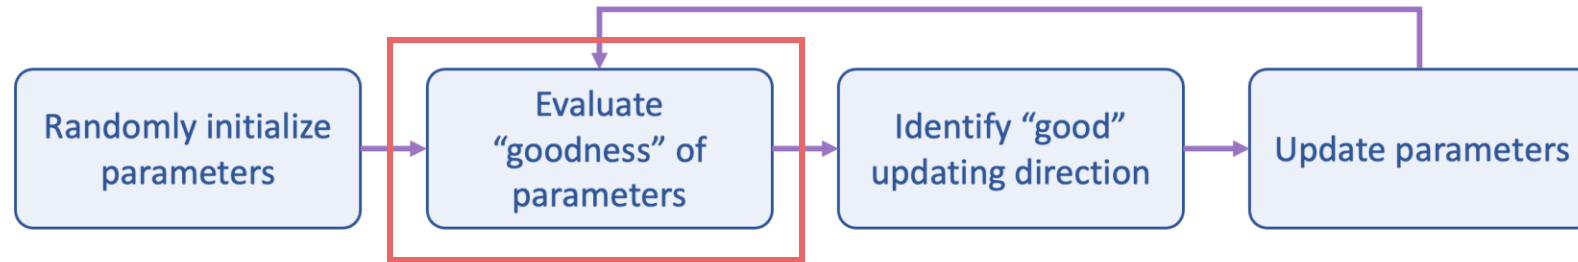 Randomly initialize
parameters
Evaluate
“goodness” of
parameters
Identify “good”
updating direction
Update parameters